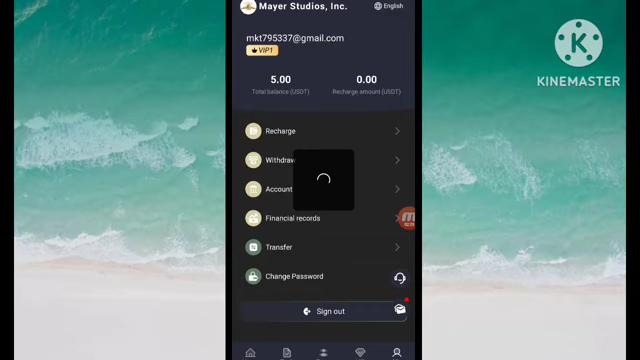 Mayer Studios, Inc.
English
mkt795337@gmail.com
VIP1
5.00
0.00
Total balance (USDT)
Recharge amount (USDT)
Recharge
Withdraw
Account
Financial records
Transfer
Change Password
Sign out
KINEMASTER